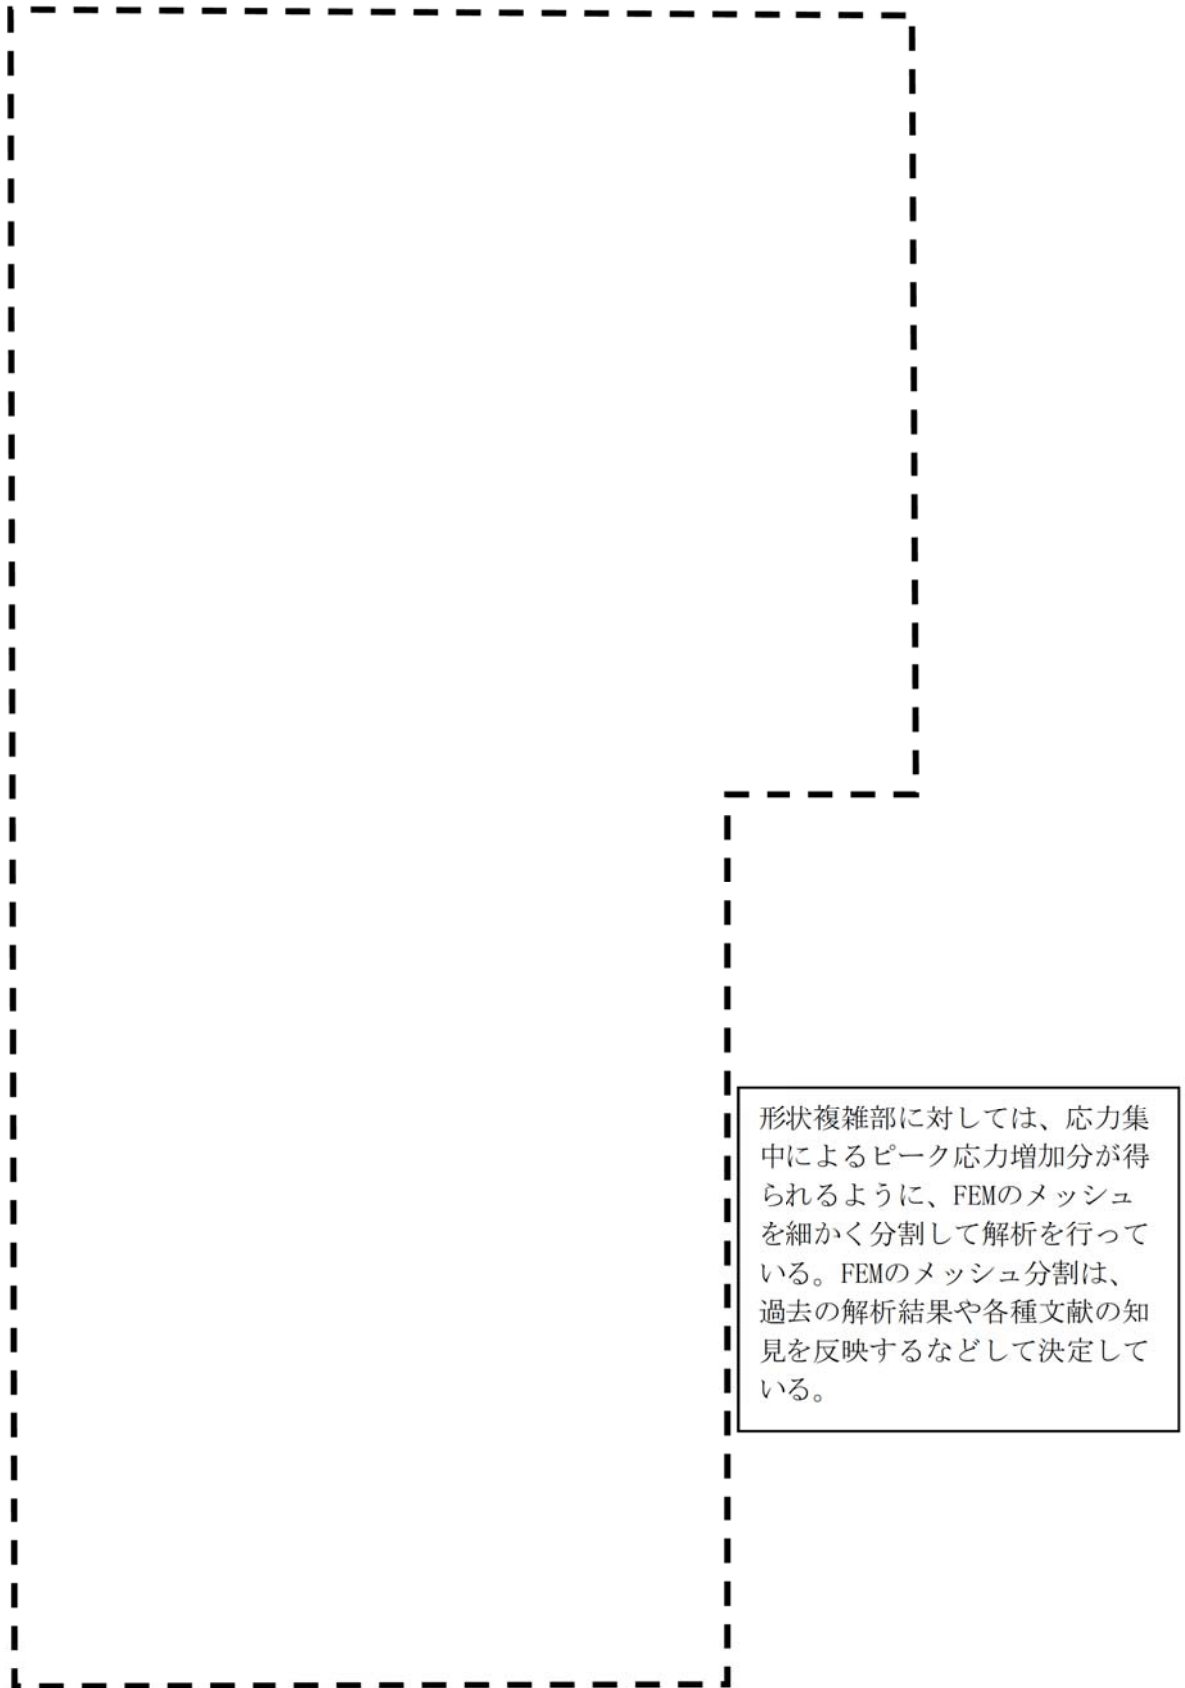 形状複雑部に対しては、応力集
中によるピーク応力増加分が得
られるように、FEMのメッシュ
を細かく分割して解析を行って
いる。FEMのメッシュ分割は、
過去の解析結果や各種文献の知
見を反映するなどして決定して
いる。